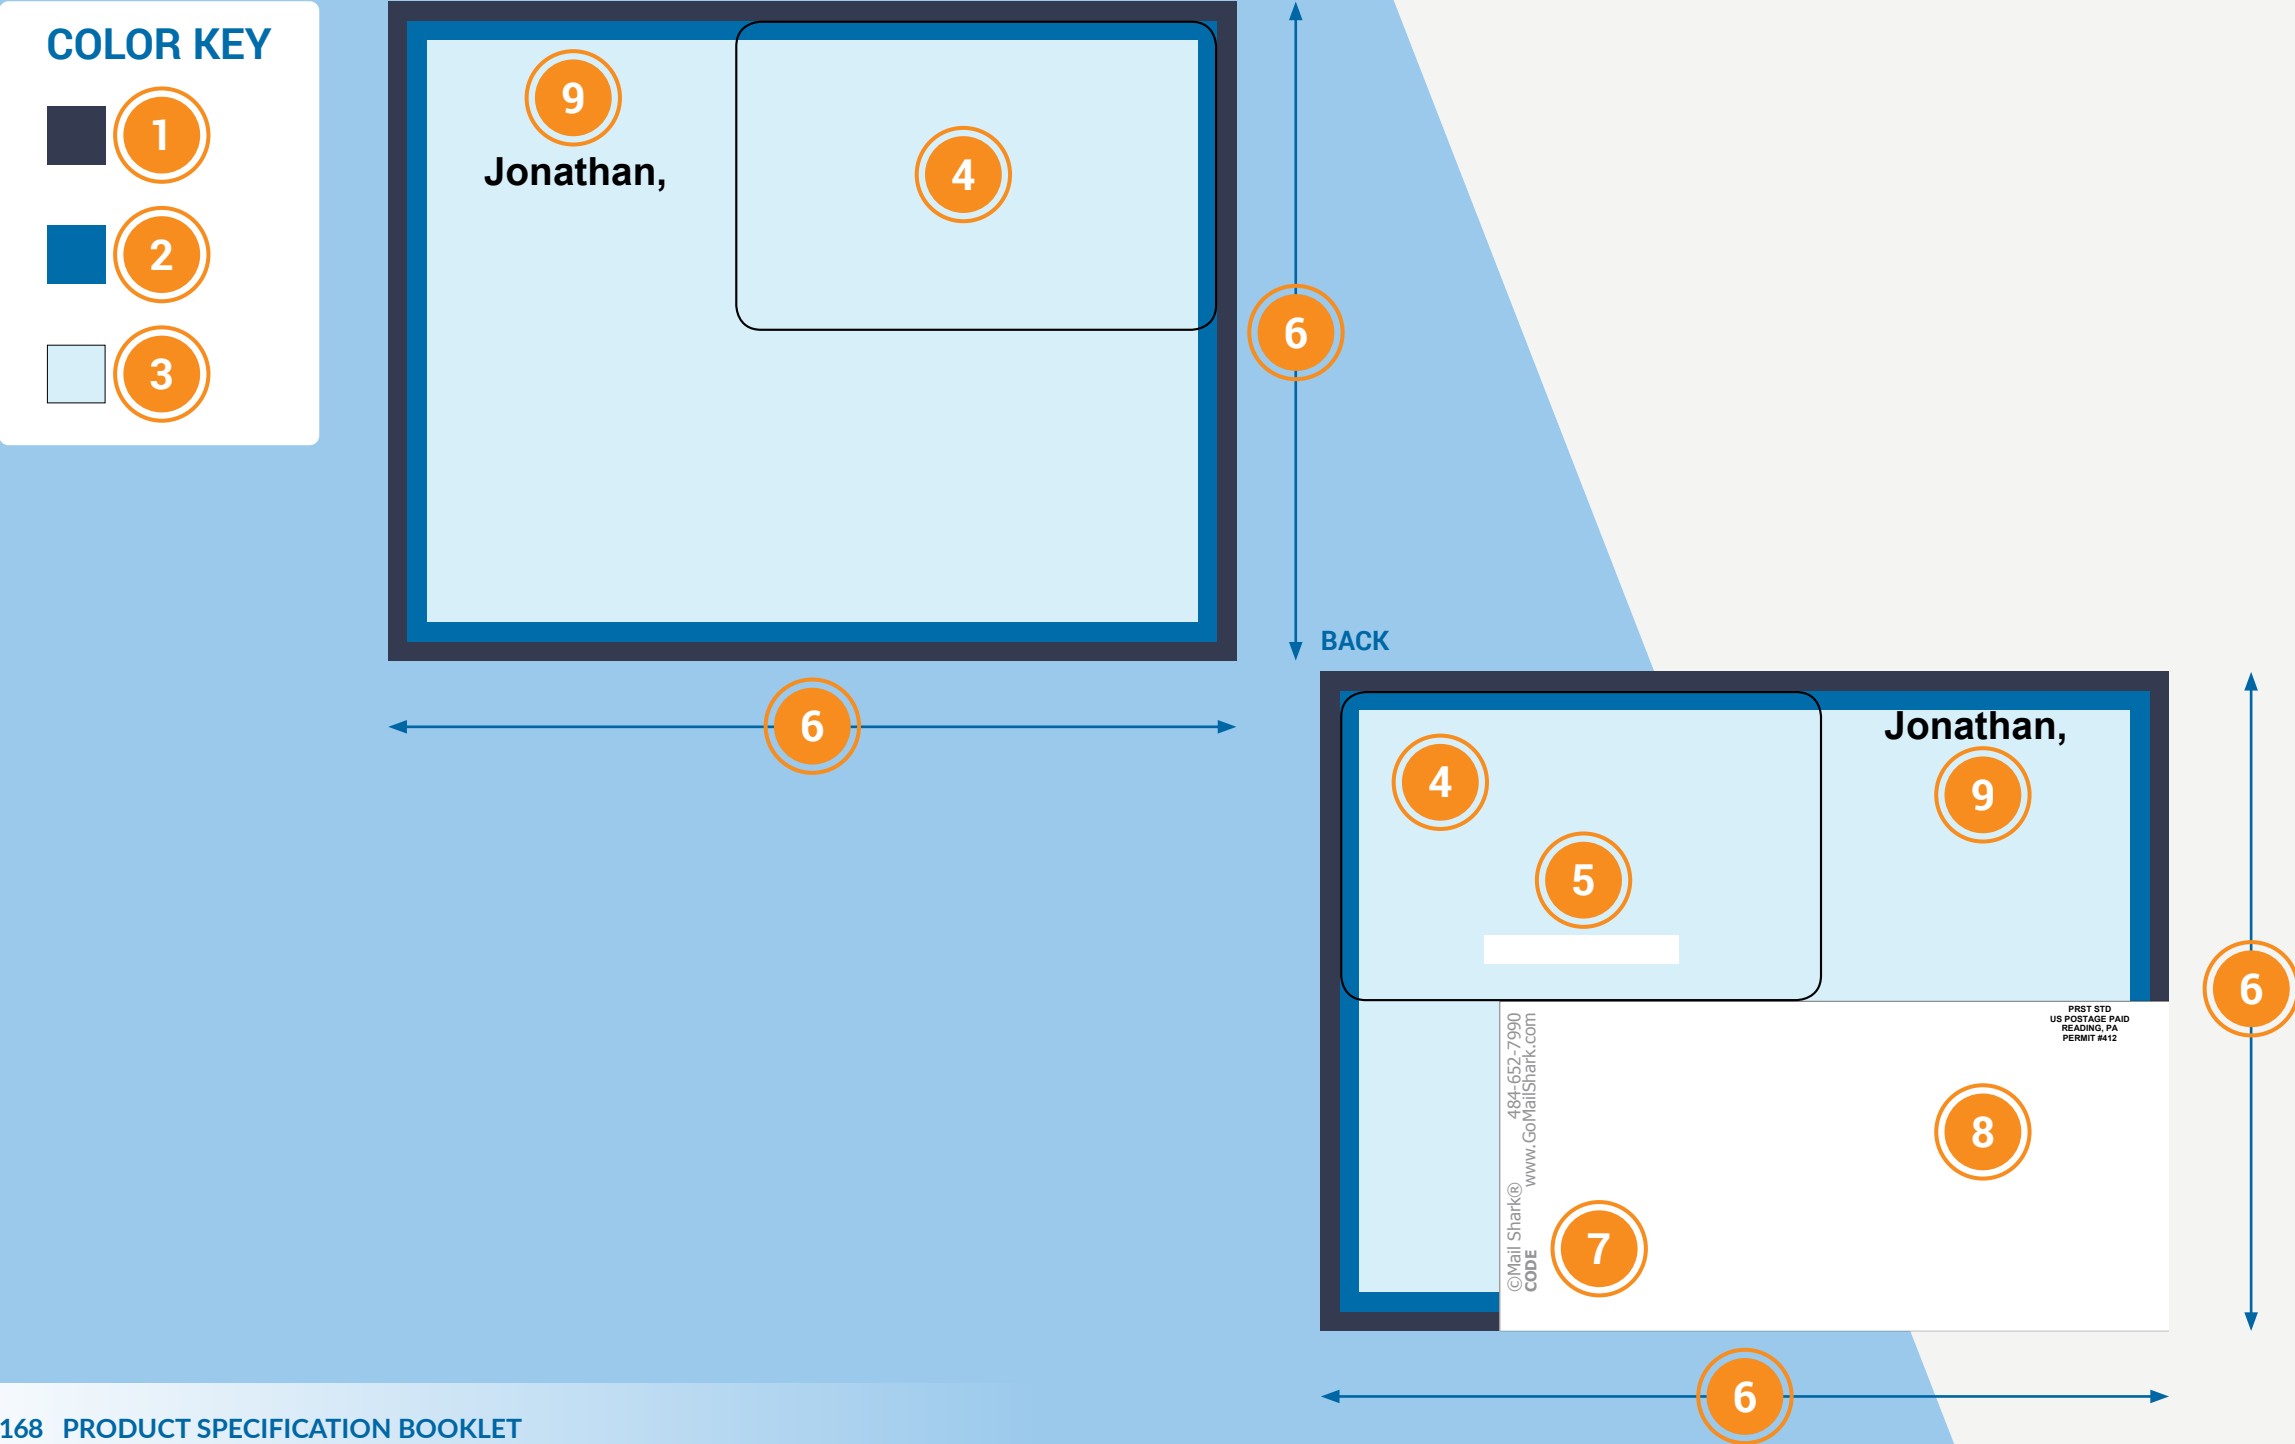 COLOR KEY
1
2
3
9
Jonathan,
4
6
6
BACK
Jonathan,
4
9
5
6
PRST STD
US POSTAGE PAID
READING, PA
PERMIT #412
©Mail Shark® 484-652-7990
CODE www.GoMailShark.com
8
7
6
168 PRODUCT SPECIFICATION BOOKLET